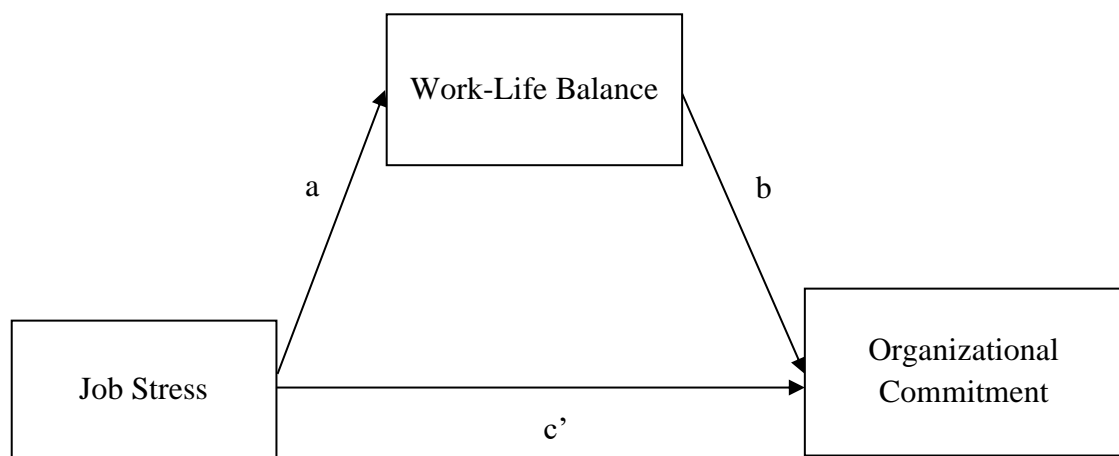 Work-Life Balance
a
b
Organizational
Commitment
Job Stress
c’